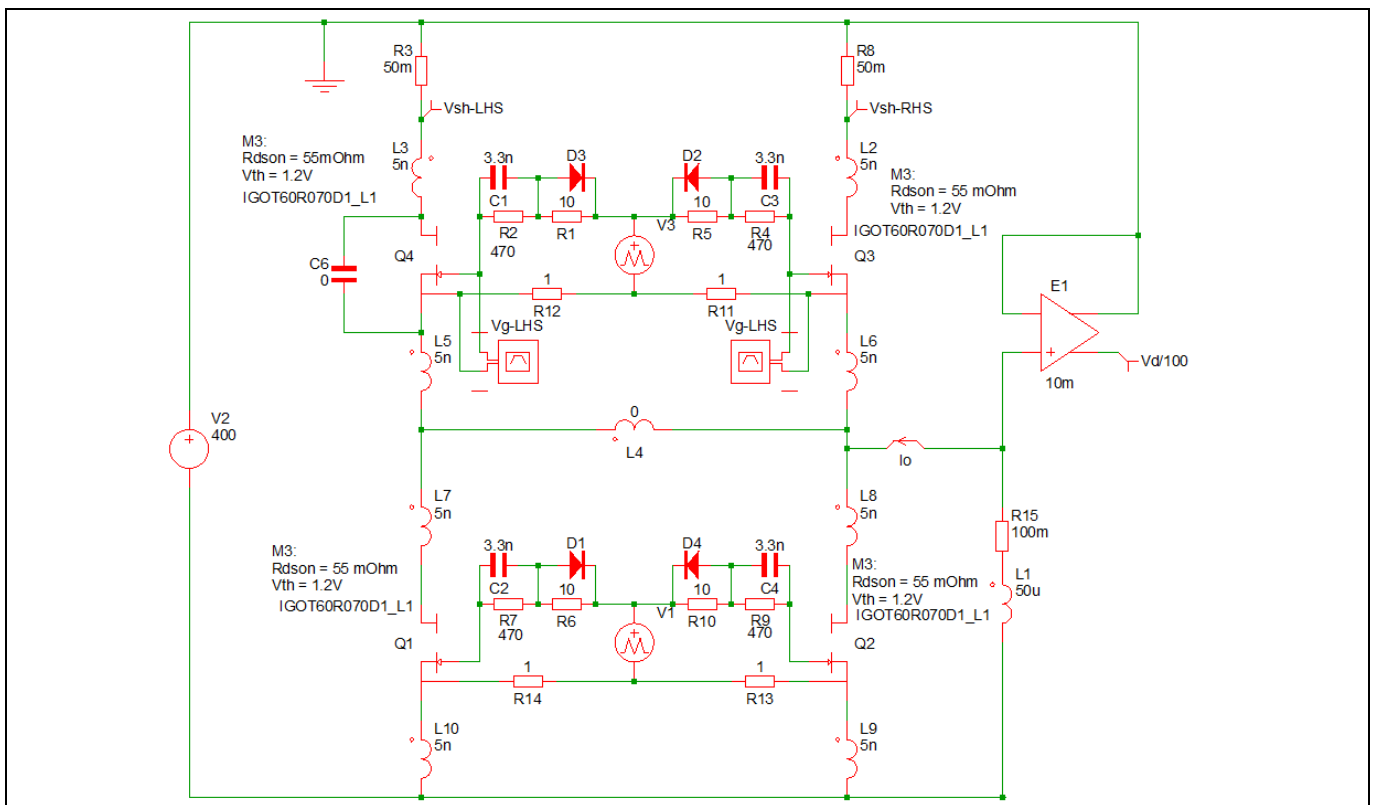 R3
50m
R8
50m
Vsh-LHS
Vsh-RHS
M3:
Rdson = 55mOhm
Vth = 1.2V
IGOT60R070D1_L1
L3
5n
3.3n
D3
D2
3.3n
L2
5n
M3:
Rdson = 55 mOhm
Vth = 1.2V
IGOT60R070D1_L1
C1
10
V3
10
C3
R2
470
R1
R5
R4
470
Q4
Q3
C6
0
1
R12
1
R11
E1
Vg-LHS
Vg-LHS
L5
5n
L6
5n
10m
Vd/100
V2
400
0
L4
Io
L7
5n
L8
5n
R15
100m
M3:
Rdson = 55 mOhm
Vth = 1.2V
IGOT60R070D1_L1
3.3n
D1
D4
3.3n
M3:
Rdson = 55 mOhm
Vth = 1.2V
IGOT60R070D1_L1
L1
50u
C2
10
V1
10
C4
R7
470
R6
R10
R9
470
Q1
Q2
1
R14
1
R13
L10
5n
L9
5n